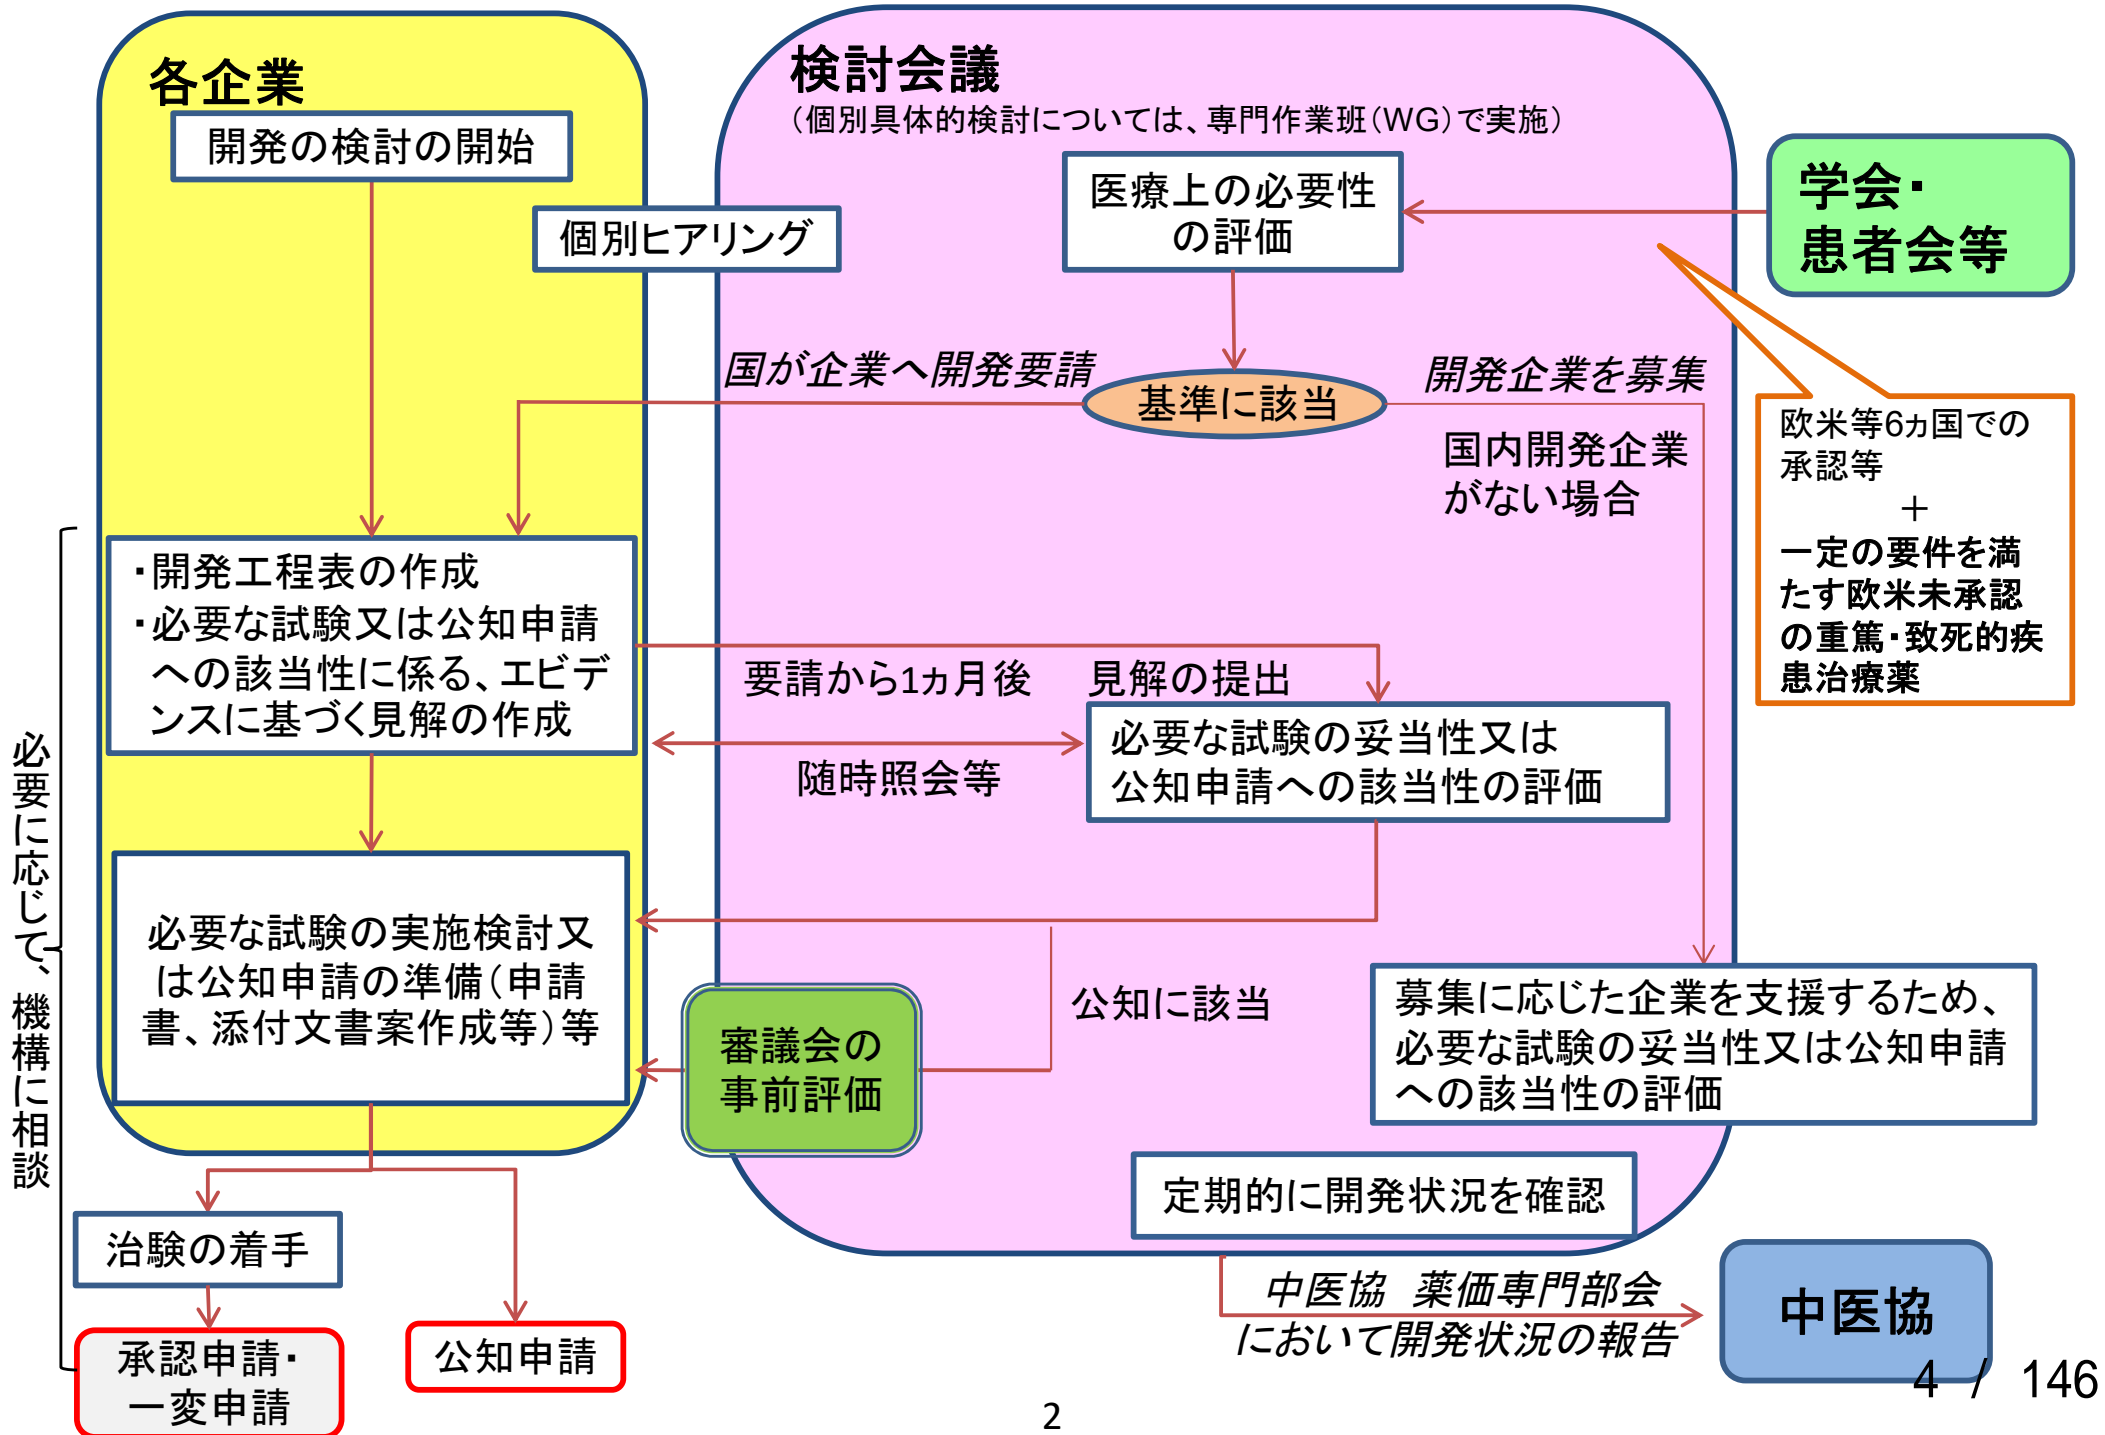 各企業
開発の検討の開始
検討会議
（個別具体的検討については、専門作業班（WG）で実施）
個別ヒアリング
医療上の必要性
の評価
学会・
患者会等
国が企業へ開発要請
基準に該当
開発企業を募集
国内開発企業
がない場合
欧米等6ヵ国での
承認等
＋
一定の要件を満
たす欧米未承認
の重篤・致死的疾
患治療薬
・開発工程表の作成
・必要な試験又は公知申請
への該当性に係る、エビデ
ンスに基づく見解の作成
要請から1ヵ月後
見解の提出
随時照会等
必要な試験の妥当性又は
公知申請への該当性の評価
必要に応じて、機構に相談
必要な試験の実施検討又
は公知申請の準備（申請
書、添付文書案作成等）等
審議会の
事前評価
公知に該当
募集に応じた企業を支援するため、
必要な試験の妥当性又は公知申請
への該当性の評価
定期的に開発状況を確認
治験の着手
承認申請・
一変申請
公知申請
中医協　薬価専門部会
において開発状況の報告
中医協
4 / 146
2